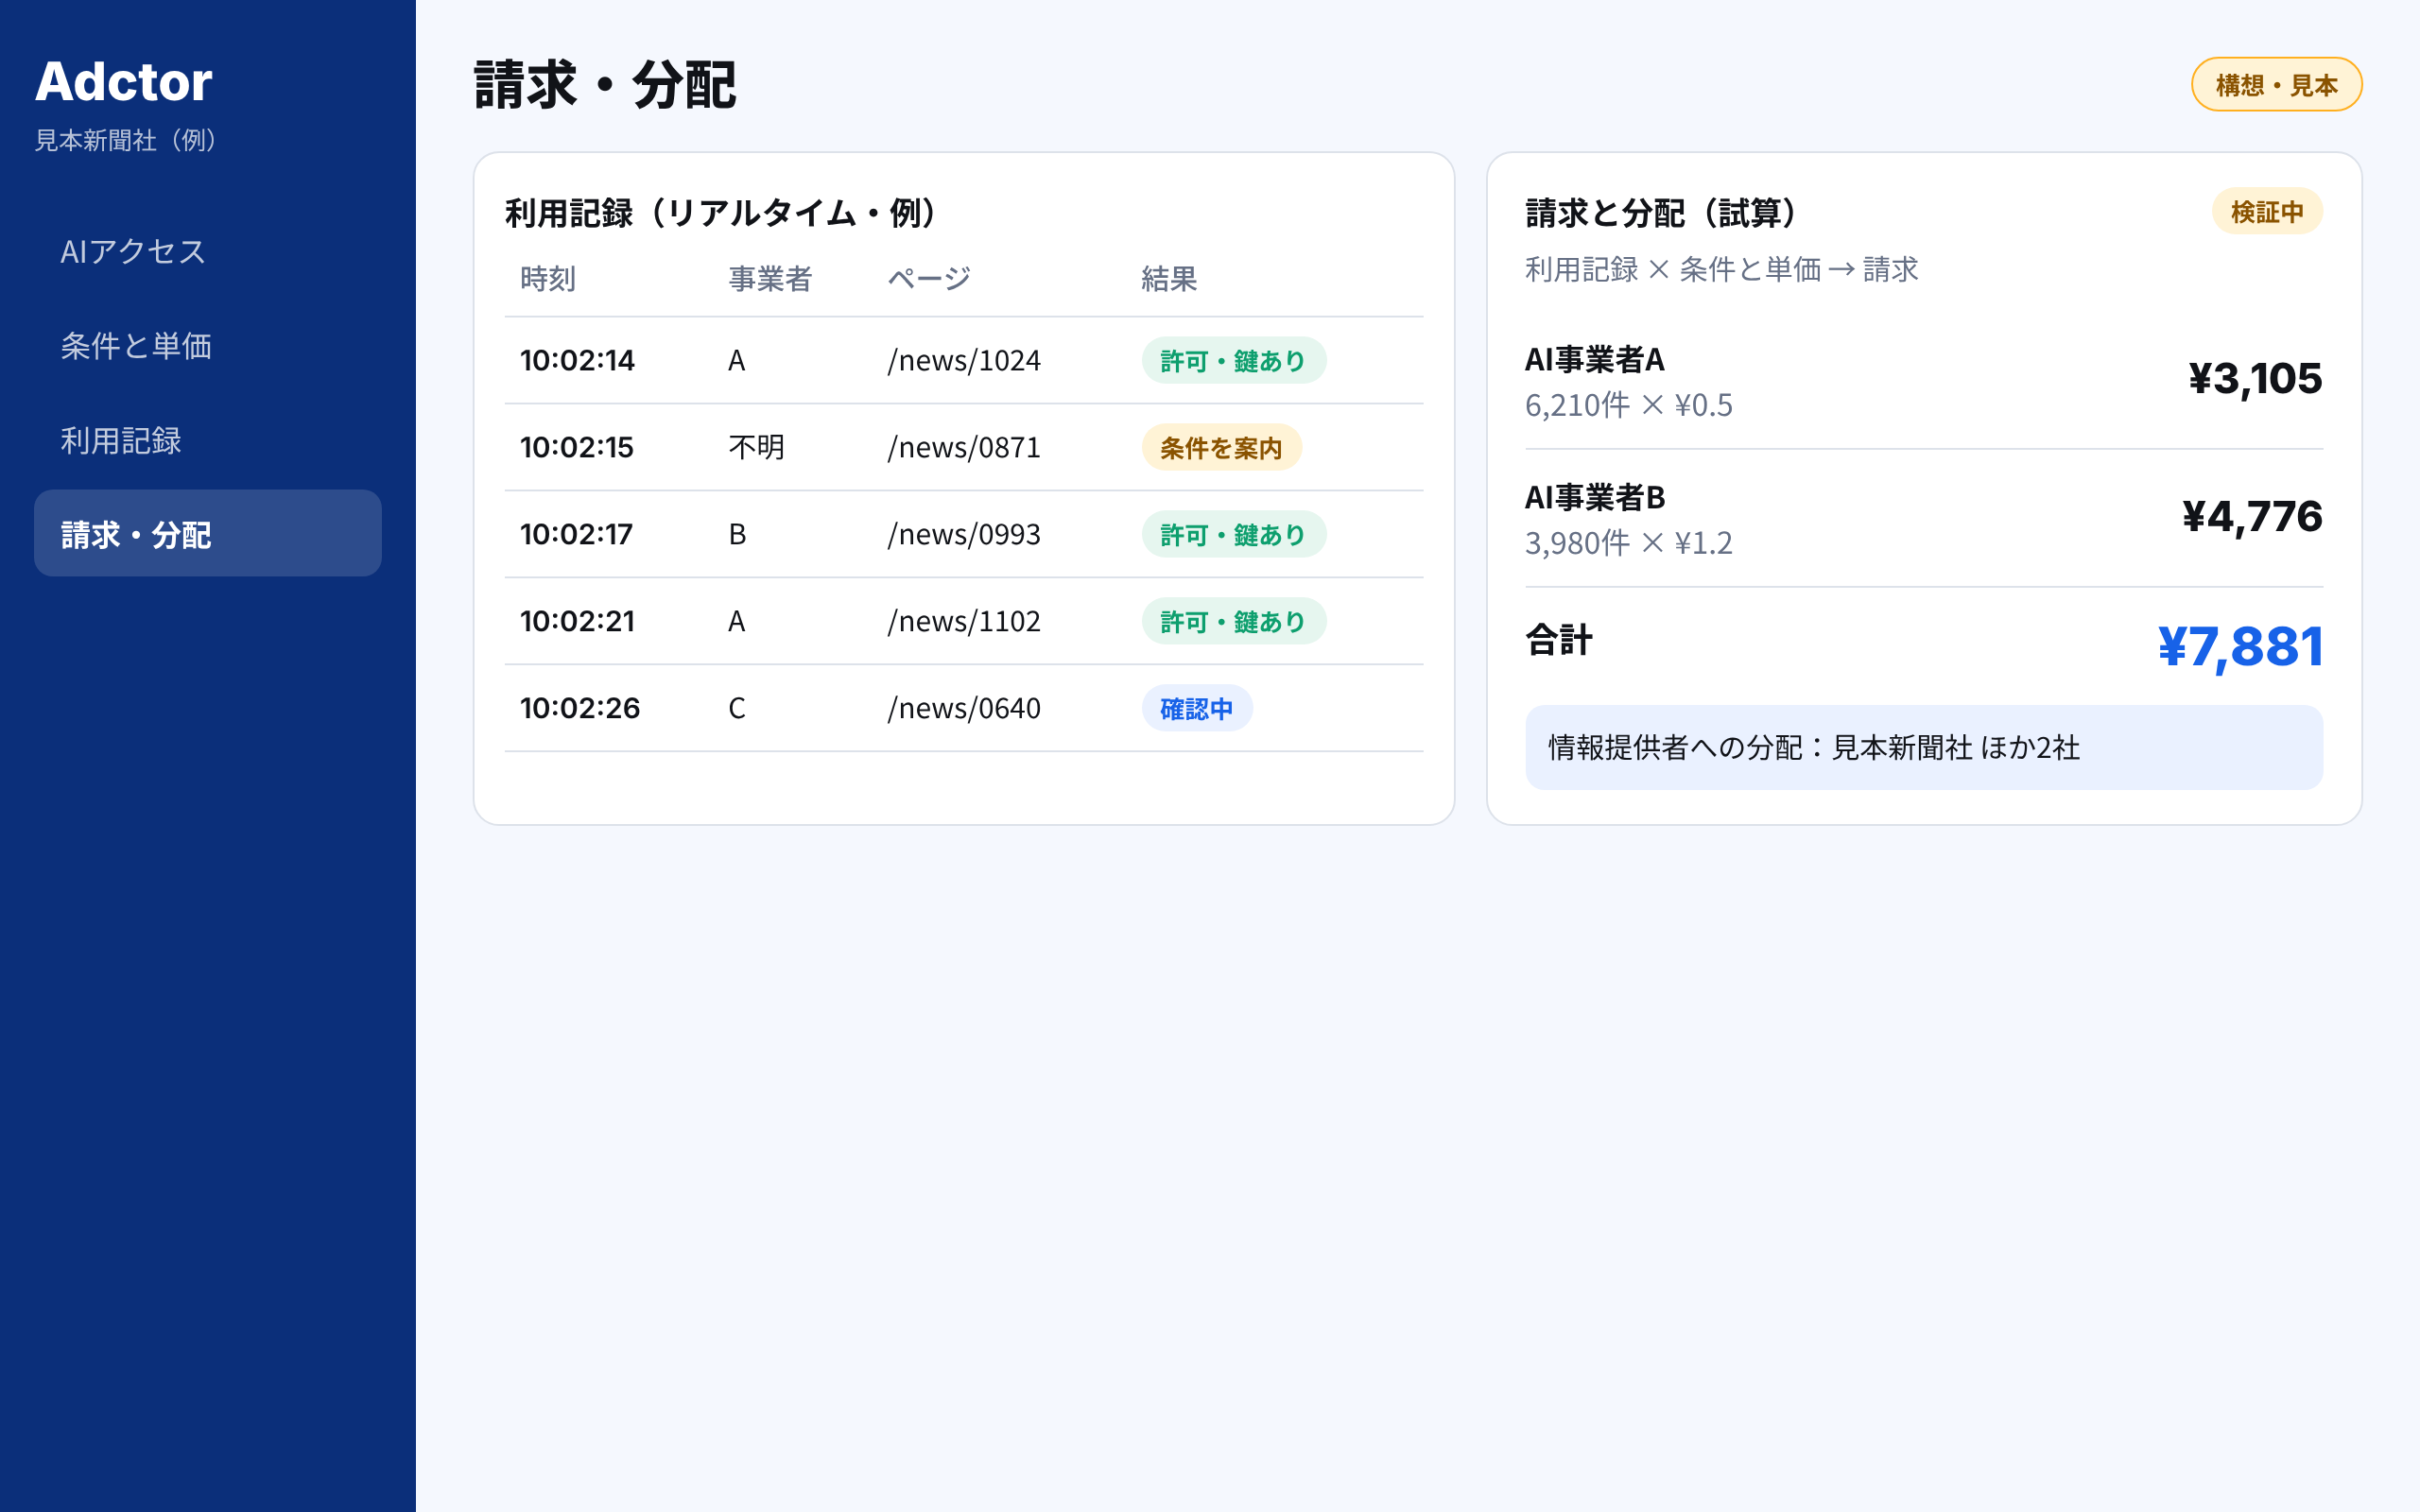 Adctor
見本新聞社（例）
AIアクセス
条件と単価
利用記録
請求・分配
請求・分配
構想・見本
利用記録（リアルタイム・例）
時刻 事業者 ページ 結果
10:02:14 A /news/1024 許可・鍵あり
10:02:15 不明 /news/0871 条件を案内
10:02:17 B /news/0993 許可・鍵あり
10:02:21 A /news/1102 許可・鍵あり
10:02:26 C /news/0640 確認中
請求と分配（試算） 検証中
利用記録 × 条件と単価 → 請求
AI事業者A
6,210件 × ¥0.5
¥3,105
AI事業者B
3,980件 × ¥1.2
¥4,776
合計 ¥7,881
情報提供者への分配：見本新聞社 ほか2社